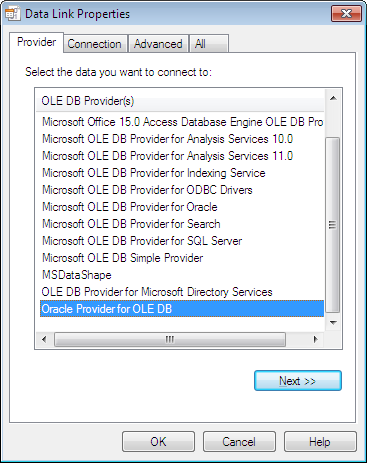 Data Link Properties
Provider Connection Advanced All
Select the data you want to connect to:
OLE DB Provider(s)
Microsoft Office 15.0 Access Database Engine OLE DB Pro
Microsoft OLE DB Provider for Analysis Services 10.0
Microsoft OLE DB Provider for Analysis Services 11.0
Microsoft OLE DB Provider for Indexing Service
Microsoft OLE DB Provider for ODBC Drivers
Microsoft OLE DB Provider for Oracle
Microsoft OLE DB Provider for Search
Microsoft OLE DB Provider for SQL Server
Microsoft OLE DB Simple Provider
MSDataShape
OLE DB Provider for Microsoft Directory Services
Oracle Provider for OLE DB
Next >>
OK Cancel Help